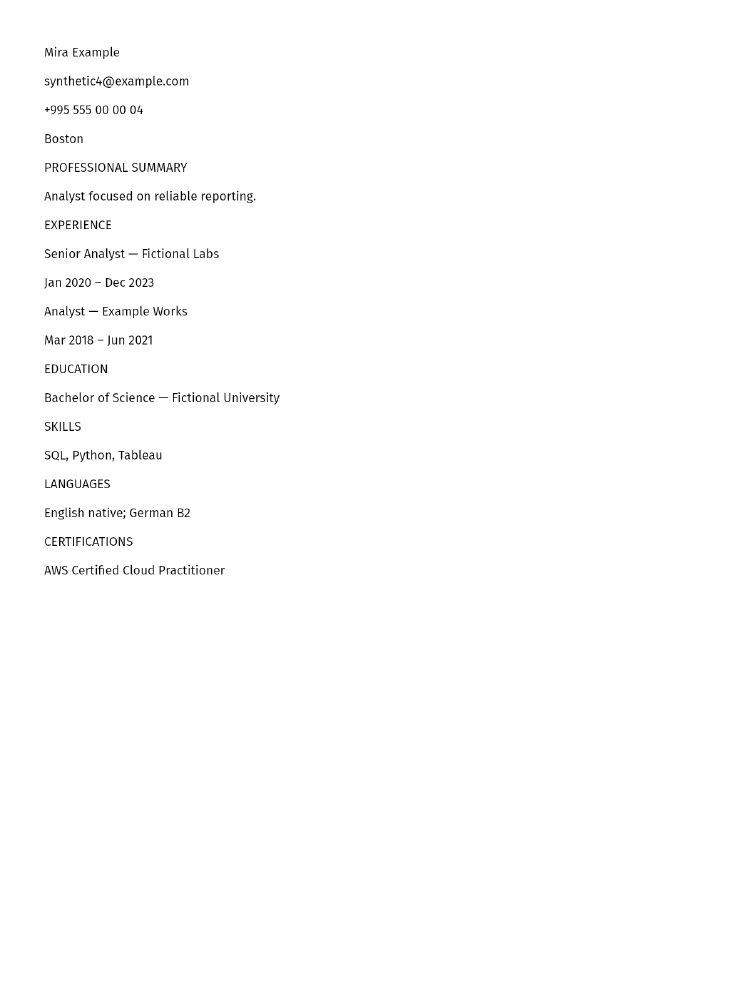 Mira Example
synthetic4@example.com
+995 555 00 00 04
Boston
PROFESSIONAL SUMMARY
Analyst focused on reliable reporting.
EXPERIENCE
Senior Analyst — Fictional Labs
Jan 2020 – Dec 2023
Analyst — Example Works
Mar 2018 – Jun 2021
EDUCATION
Bachelor of Science — Fictional University
SKILLS
SQL, Python, Tableau
LANGUAGES
English native; German B2
CERTIFICATIONS
AWS Certified Cloud Practitioner